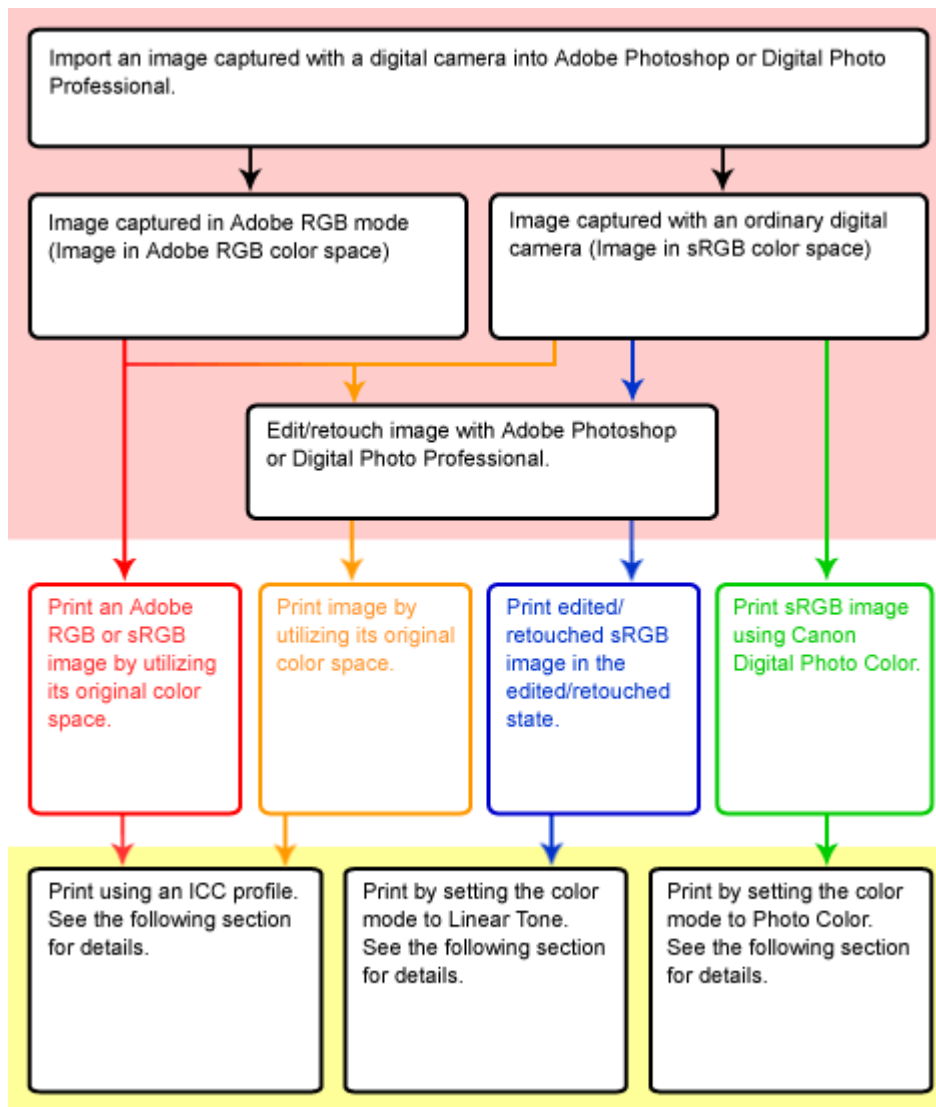 Import an image captured with a digital camera into Adobe Photoshop or Digital Photo
Professional.
Image captured in Adobe RGB mode
(Image in Adobe RGB color space)
Image captured with an ordinary digital
camera (Image in sRGB color space)
Edit/retouch image with Adobe Photoshop
or Digital Photo Professional.
Print an Adobe
RGB or sRGB
image by utilizing
its original color
space.
Print image by
utilizing its original
color space.
Print edited/
retouched sRGB
image in the
edited/retouched
state.
Print sRGB image
using Canon
Digital Photo Color.
Print using an ICC profile.
See the following section
for details.
Print by setting the color
mode to Linear Tone.
See the following section
for details.
Print by setting the color
mode to Photo Color.
See the following section
for details.